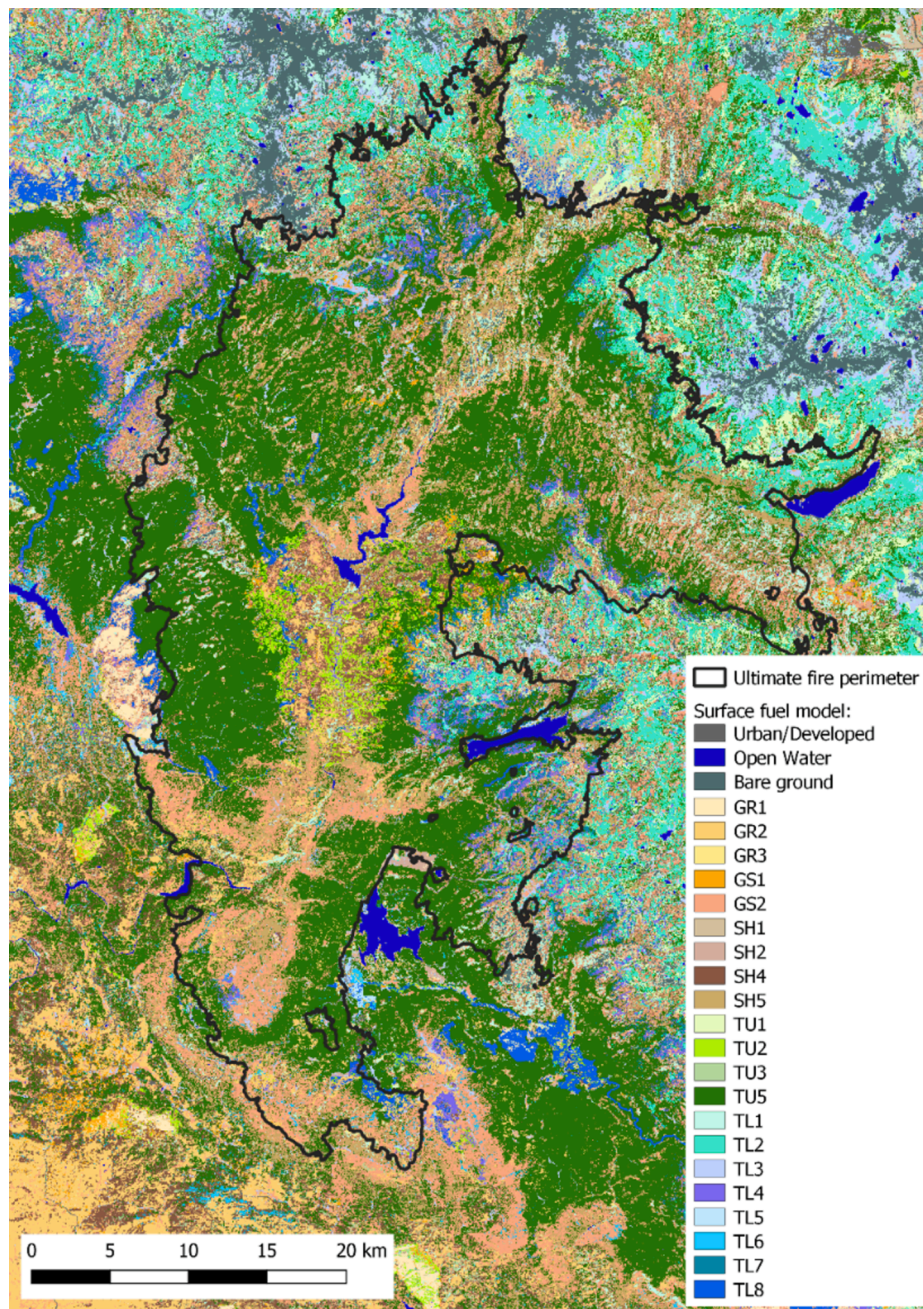 Ultimate fire perimeter
Surface fuel model:
Urban/Developed
Open Water
Bare ground
GR1
GR2
GR3
GS1
GS2
SH1
SH2
SH4
SH5
TU1
TU2
TU3
TU5
TL1
TL2
TL3
TL4
TL5
TL6
TL7
TL8
0 5 10 15 20 km